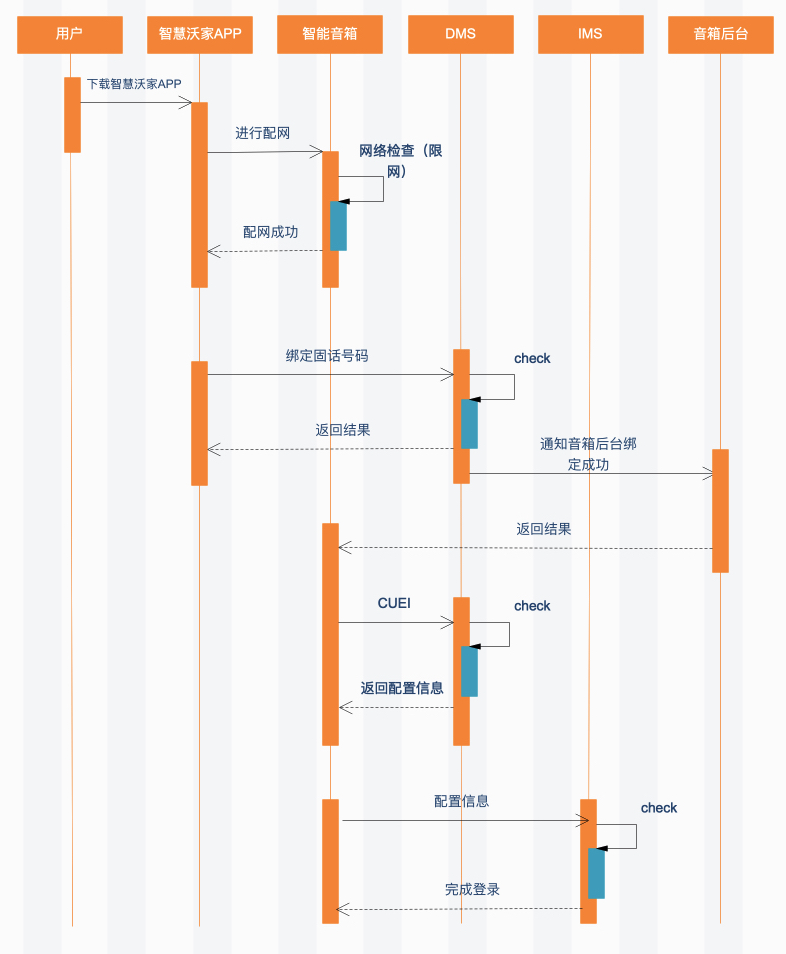 用户
智慧沃家APP
智能音箱
DMS
IMS
音箱后台
下载智慧沃家APP
进行配网
网络检查（限
网）
配网成功
绑定固话号码
check
返回结果
通知音箱后台绑
定成功
返回结果
CUEI
check
返回配置信息
配置信息
check
完成登录